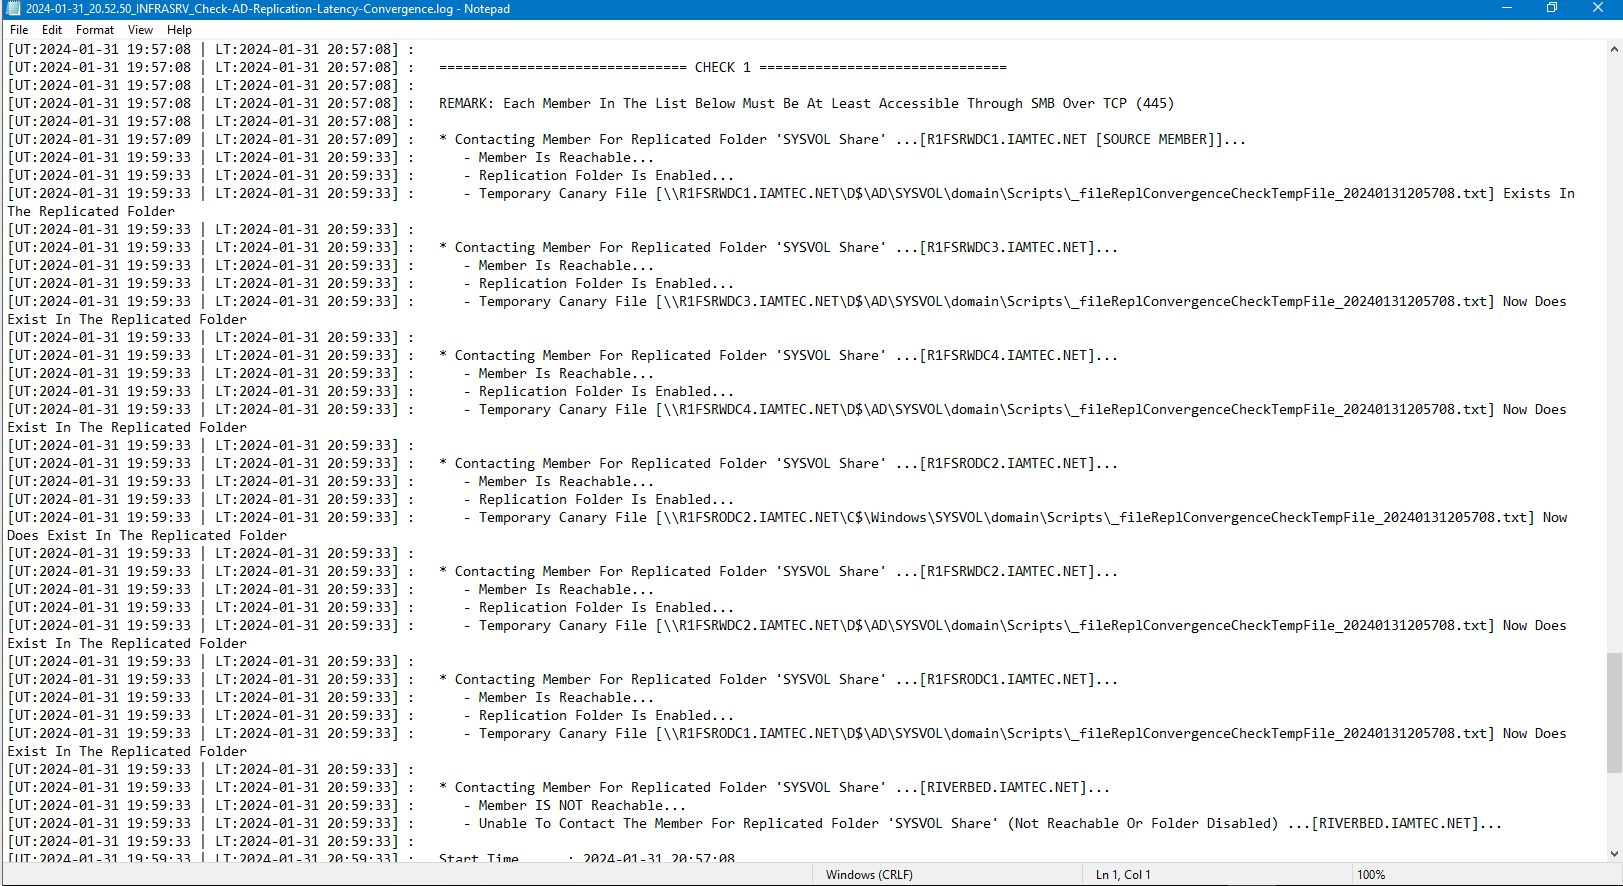 2024-01-31_20.52.50_INFRASRV_Check-AD-Replication-Latency-Convergence.log - Notepad
File Edit Format View Help
[UT:2024-01-31 19:57:08 | LT:2024-01-31 20:57:08] :
[UT:2024-01-31 19:57:08 | LT:2024-01-31 20:57:08] : =============================== CHECK 1 ===============================
[UT:2024-01-31 19:57:08 | LT:2024-01-31 20:57:08] :
[UT:2024-01-31 19:57:08 | LT:2024-01-31 20:57:08] : REMARK: Each Member In The List Below Must Be At Least Accessible Through SMB Over TCP (445)
[UT:2024-01-31 19:57:08 | LT:2024-01-31 20:57:08] :
[UT:2024-01-31 19:57:09 | LT:2024-01-31 20:57:09] : * Contacting Member For Replicated Folder 'SYSVOL Share' ...[R1FSRWDC1.IAMTEC.NET [SOURCE MEMBER]]...
[UT:2024-01-31 19:59:33 | LT:2024-01-31 20:59:33] : - Member Is Reachable...
[UT:2024-01-31 19:59:33 | LT:2024-01-31 20:59:33] : - Replication Folder Is Enabled...
[UT:2024-01-31 19:59:33 | LT:2024-01-31 20:59:33] : - Temporary Canary File [\\R1FSRWDC1.IAMTEC.NET\D$\AD\SYSVOL\domain\Scripts\_fileReplConvergenceCheckTempFile_20240131205708.txt] Exists In
The Replicated Folder
[UT:2024-01-31 19:59:33 | LT:2024-01-31 20:59:33] :
[UT:2024-01-31 19:59:33 | LT:2024-01-31 20:59:33] : * Contacting Member For Replicated Folder 'SYSVOL Share' ...[R1FSRWDC3.IAMTEC.NET]...
[UT:2024-01-31 19:59:33 | LT:2024-01-31 20:59:33] : - Member Is Reachable...
[UT:2024-01-31 19:59:33 | LT:2024-01-31 20:59:33] : - Replication Folder Is Enabled...
[UT:2024-01-31 19:59:33 | LT:2024-01-31 20:59:33] : - Temporary Canary File [\\R1FSRWDC3.IAMTEC.NET\D$\AD\SYSVOL\domain\Scripts\_fileReplConvergenceCheckTempFile_20240131205708.txt] Now Does
Exist In The Replicated Folder
[UT:2024-01-31 19:59:33 | LT:2024-01-31 20:59:33] :
[UT:2024-01-31 19:59:33 | LT:2024-01-31 20:59:33] : * Contacting Member For Replicated Folder 'SYSVOL Share' ...[R1FSRWDC4.IAMTEC.NET]...
[UT:2024-01-31 19:59:33 | LT:2024-01-31 20:59:33] : - Member Is Reachable...
[UT:2024-01-31 19:59:33 | LT:2024-01-31 20:59:33] : - Replication Folder Is Enabled...
[UT:2024-01-31 19:59:33 | LT:2024-01-31 20:59:33] : - Temporary Canary File [\\R1FSRWDC4.IAMTEC.NET\D$\AD\SYSVOL\domain\Scripts\_fileReplConvergenceCheckTempFile_20240131205708.txt] Now Does
Exist In The Replicated Folder
[UT:2024-01-31 19:59:33 | LT:2024-01-31 20:59:33] :
[UT:2024-01-31 19:59:33 | LT:2024-01-31 20:59:33] : * Contacting Member For Replicated Folder 'SYSVOL Share' ...[R1FSRODC2.IAMTEC.NET]...
[UT:2024-01-31 19:59:33 | LT:2024-01-31 20:59:33] : - Member Is Reachable...
[UT:2024-01-31 19:59:33 | LT:2024-01-31 20:59:33] : - Replication Folder Is Enabled...
[UT:2024-01-31 19:59:33 | LT:2024-01-31 20:59:33] : - Temporary Canary File [\\R1FSRODC2.IAMTEC.NET\C$\Windows\SYSVOL\domain\Scripts\_fileReplConvergenceCheckTempFile_20240131205708.txt] Now
Does Exist In The Replicated Folder
[UT:2024-01-31 19:59:33 | LT:2024-01-31 20:59:33] :
[UT:2024-01-31 19:59:33 | LT:2024-01-31 20:59:33] : * Contacting Member For Replicated Folder 'SYSVOL Share' ...[R1FSRWDC2.IAMTEC.NET]...
[UT:2024-01-31 19:59:33 | LT:2024-01-31 20:59:33] : - Member Is Reachable...
[UT:2024-01-31 19:59:33 | LT:2024-01-31 20:59:33] : - Replication Folder Is Enabled...
[UT:2024-01-31 19:59:33 | LT:2024-01-31 20:59:33] : - Temporary Canary File [\\R1FSRWDC2.IAMTEC.NET\D$\AD\SYSVOL\domain\Scripts\_fileReplConvergenceCheckTempFile_20240131205708.txt] Now Does
Exist In The Replicated Folder
[UT:2024-01-31 19:59:33 | LT:2024-01-31 20:59:33] :
[UT:2024-01-31 19:59:33 | LT:2024-01-31 20:59:33] : * Contacting Member For Replicated Folder 'SYSVOL Share' ...[R1FSRODC1.IAMTEC.NET]...
[UT:2024-01-31 19:59:33 | LT:2024-01-31 20:59:33] : - Member Is Reachable...
[UT:2024-01-31 19:59:33 | LT:2024-01-31 20:59:33] : - Replication Folder Is Enabled...
[UT:2024-01-31 19:59:33 | LT:2024-01-31 20:59:33] : - Temporary Canary File [\\R1FSRODC1.IAMTEC.NET\D$\AD\SYSVOL\domain\Scripts\_fileReplConvergenceCheckTempFile_20240131205708.txt] Now Does
Exist In The Replicated Folder
[UT:2024-01-31 19:59:33 | LT:2024-01-31 20:59:33] :
[UT:2024-01-31 19:59:33 | LT:2024-01-31 20:59:33] : * Contacting Member For Replicated Folder 'SYSVOL Share' ...[RIVERBED.IAMTEC.NET]...
[UT:2024-01-31 19:59:33 | LT:2024-01-31 20:59:33] : - Member IS NOT Reachable...
[UT:2024-01-31 19:59:33 | LT:2024-01-31 20:59:33] : - Unable To Contact The Member For Replicated Folder 'SYSVOL Share' (Not Reachable Or Folder Disabled) ...[RIVERBED.IAMTEC.NET]...
[UT:2024-01-31 19:59:33 | LT:2024-01-31 20:59:33] :
[UT:2024-01-31 19:59:33 | LT:2024-01-31 20:59:33] : Start Time : 2024-01-31 20:57:08
Windows (CRLF) Ln 1, Col 1 100%